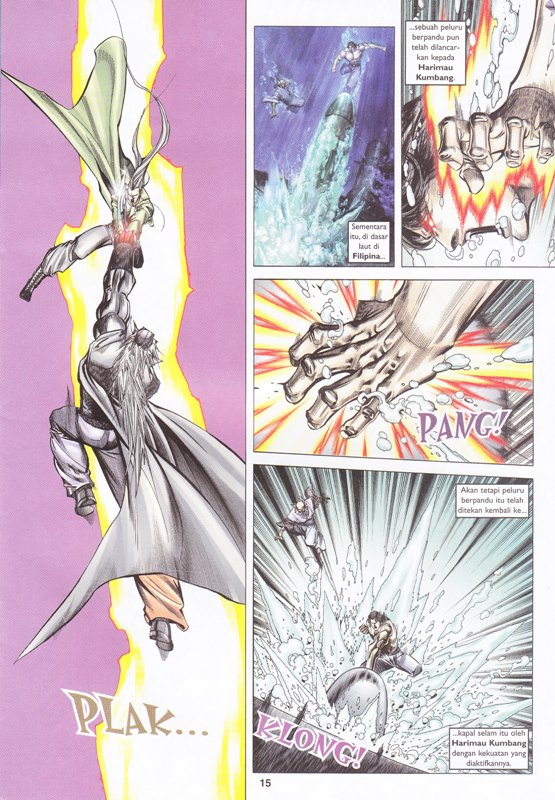 PLAK...
Sementara
itu, di dasar
laut di
Filipina...
...sebuah peluru
berpandu pun
telah dilancar-
kan kepada
Harimau
Kumbang.
PANG!
Akan tetapi peluru
berpandu itu telah
ditekan kembali ke...
KLONG!
...kapal selam itu oleh
Harimau Kumbang
dengan kekuatan yang
diaktifkannya.
15